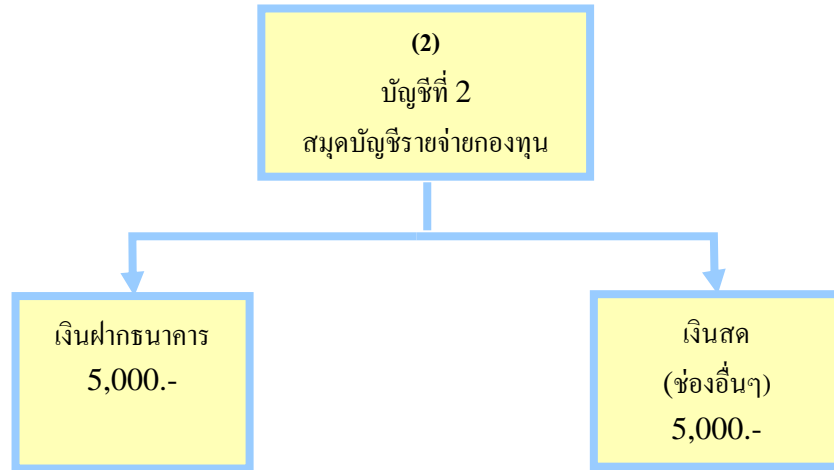 (2)
บัญชีที่ 2
สมุดบัญชีรายจ่ายกองทุน
เงินฝากธนาคาร
5,000.-
เงินสด
(ช่องอื่นๆ)
5,000.-